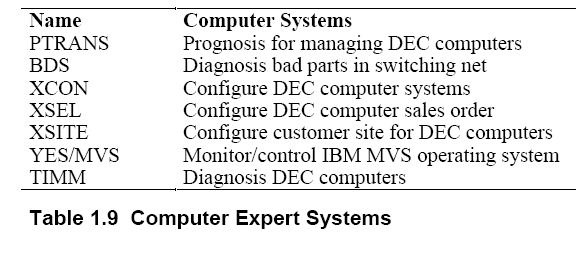 Name Computer Systems
PTRANS Prognosis for managing DEC computers
BDS Diagnosis bad parts in switching net
XCON Configure DEC computer systems
XSEL Configure DEC computer sales order
XSITE Configure customer site for DEC computers
YES/MVS Monitor/control IBM MVS operating system
TIMM Diagnosis DEC computers
Table 1.9 Computer Expert Systems